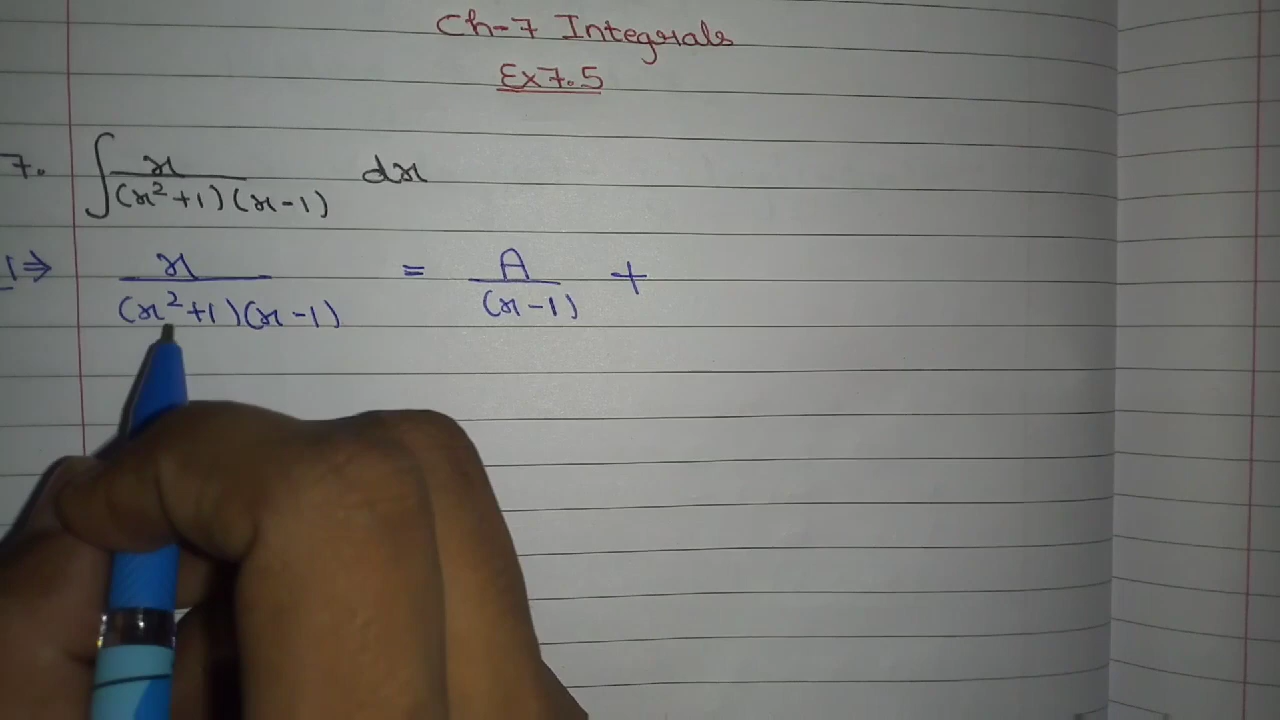 Ch-7 Integrals
Ex 7.5
7. ∫ x / (x²+1)(x-1) dx
⇒ x / (x²+1)(x-1) = A / (x-1) +